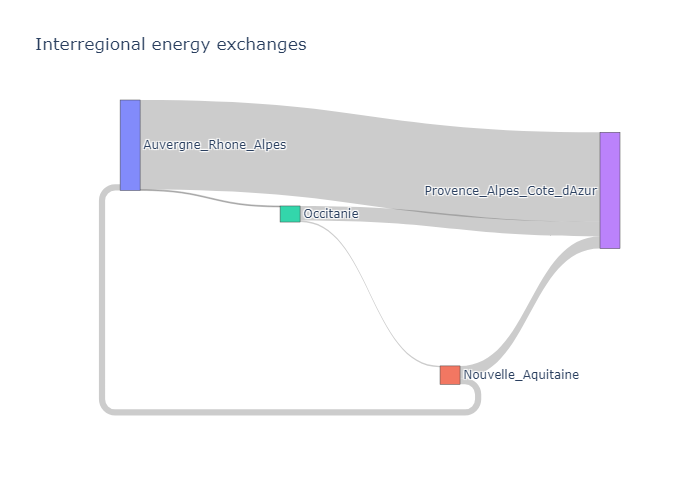 Interregional energy exchanges
Auvergne_Rhone_Alpes
Provence_Alpes_Cote_dAzur
Occitanie
Nouvelle_Aquitaine